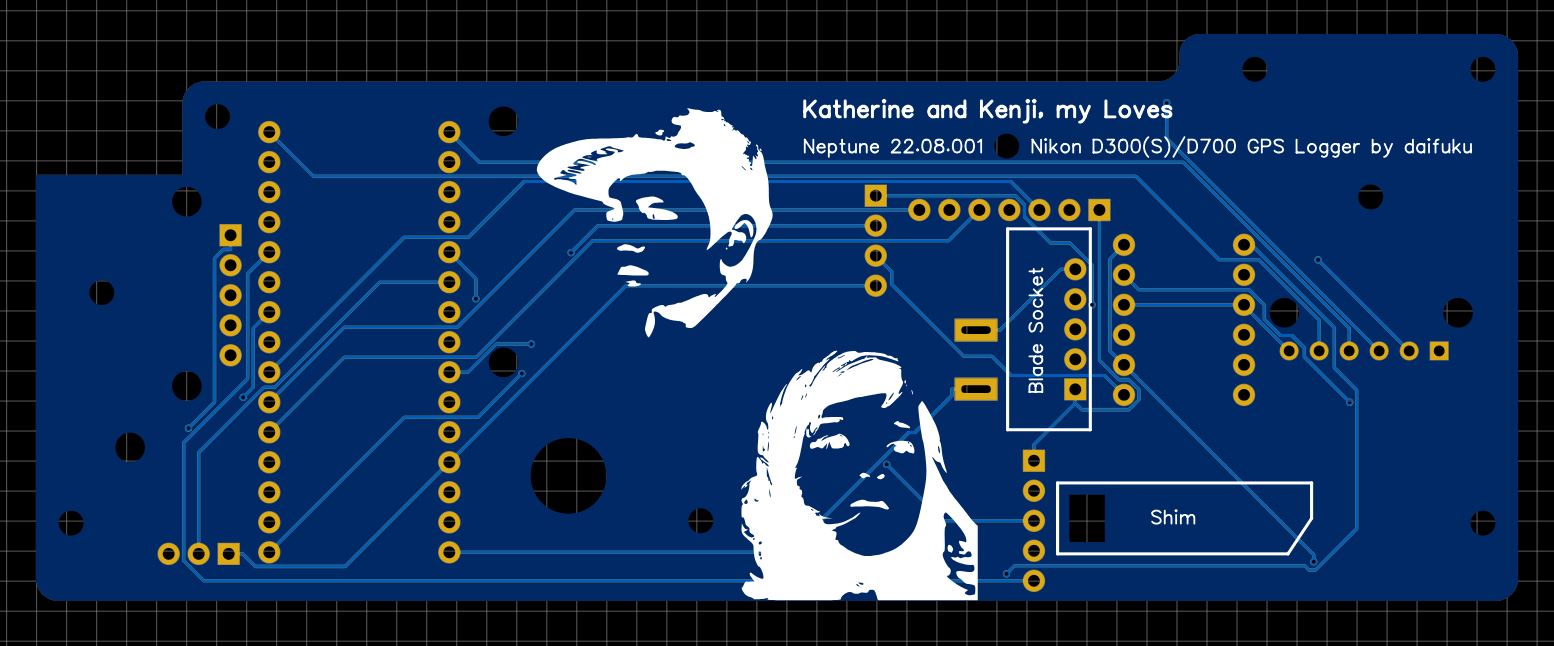 Katherine and Kenji, my Loves
Neptune 22.08.001 Nikon D300(S)/D700 GPS Logger by daifuku
Blade Socket
Shim